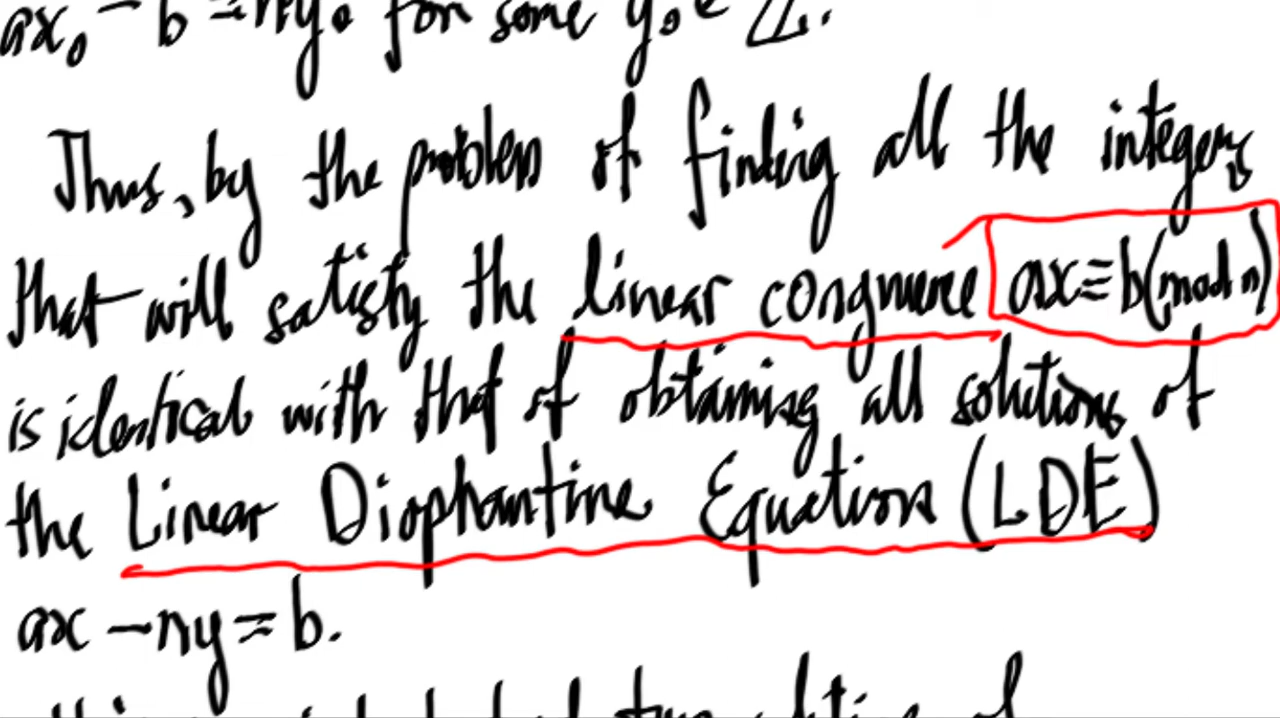 ax₀ - b = ny₀ for some y₀ ∈ ℤ.
Thus, by the problem of finding all the integers
that will satisfy the linear congruence ax ≡ b(mod n)
is identical with that of obtaining all solutions of
the Linear Diophantine Equation (LDE)
ax - ny = b.